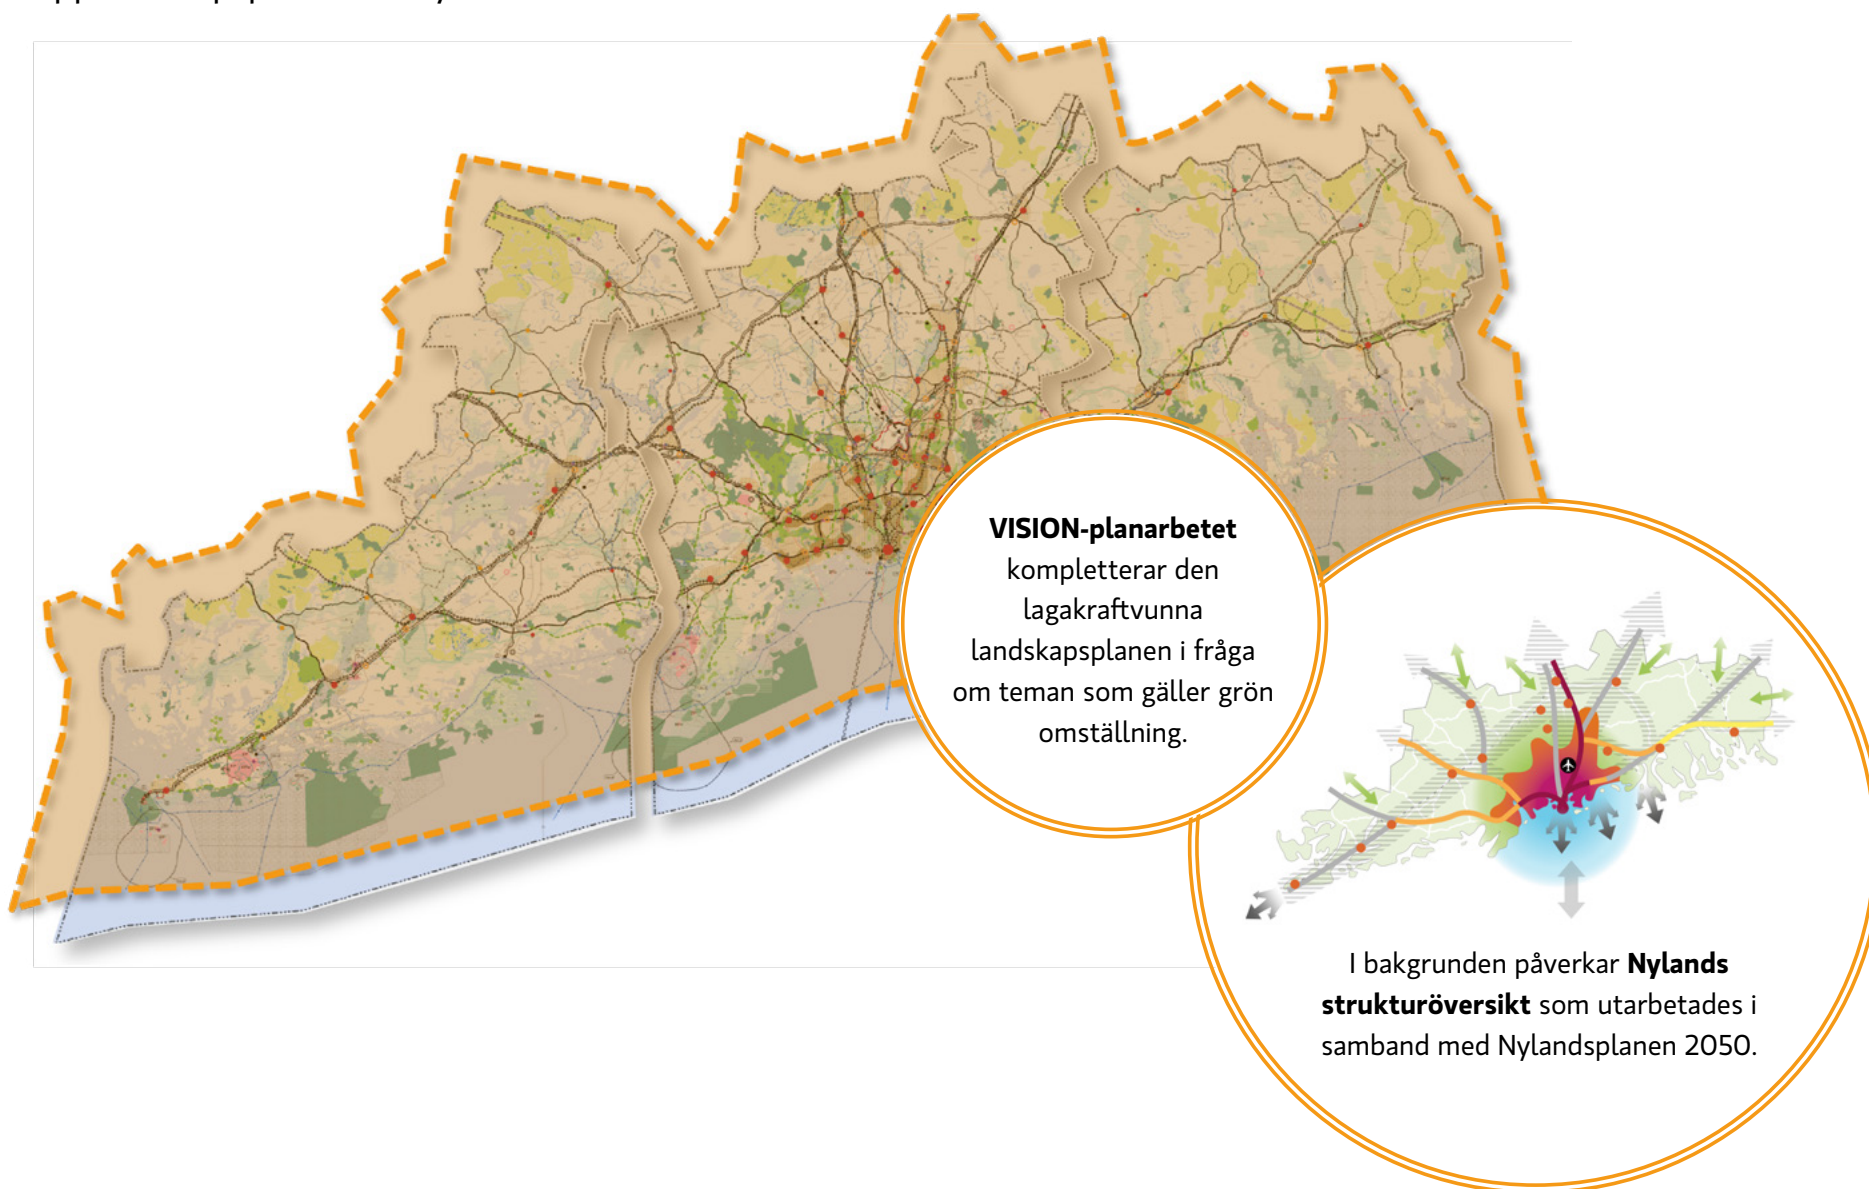 VISION-planarbetet
kompletterar den
lagakraftvunna
landskapsplanen i fråga
om teman som gäller grön
omställning.
I bakgrunden påverkar Nylands
strukturöversikt som utarbetades i
samband med Nylandsplanen 2050.